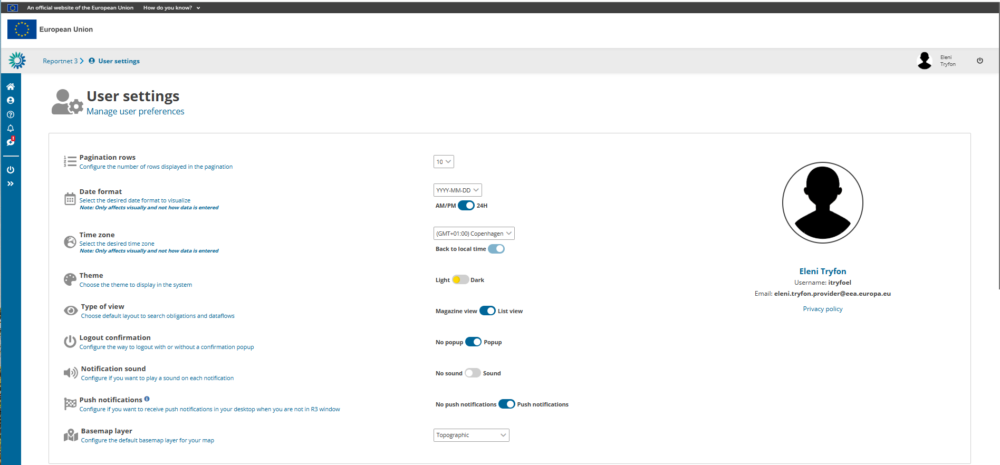 An official website of the European Union How do you know?
European Union
Reportnet 3 User settings
Eleni
Tryfon
User settings
Manage user preferences
Pagination rows
Configure the number of rows displayed in the pagination
10
Date format
Select the desired date format to visualize
Note: Only affects visually and not how data is entered
YYYY-MM-DD
AM/PM 24H
Time zone
Select the desired time zone
Note: Only affects visually and not how data is entered
(GMT+01:00) Copenhagen
Back to local time
Theme
Choose the theme to display in the system
Light Dark
Type of view
Choose default layout to search obligations and dataflows
Magazine view List view
Logout confirmation
Configure the way to logout with or without a confirmation popup
No popup Popup
Notification sound
Configure if you want to play a sound on each notification
No sound Sound
Push notifications
Configure if you want to receive push notifications in your desktop when you are not in R3 window
No push notifications Push notifications
Basemap layer
Configure the default basemap layer for your map
Topographic
Eleni Tryfon
Username: itryfoel
Email: eleni.tryfon.provider@eea.europa.eu
Privacy policy